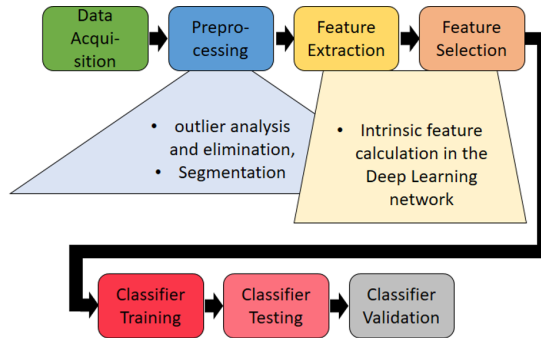 Data
Acqui-
sition
Prepro-
cessing
Feature
Extraction
Feature
Selection
• outlier analysis
and elimination,
• Segmentation
• Intrinsic feature
calculation in the
Deep Learning
network
Classifier
Training
Classifier
Testing
Classifier
Validation